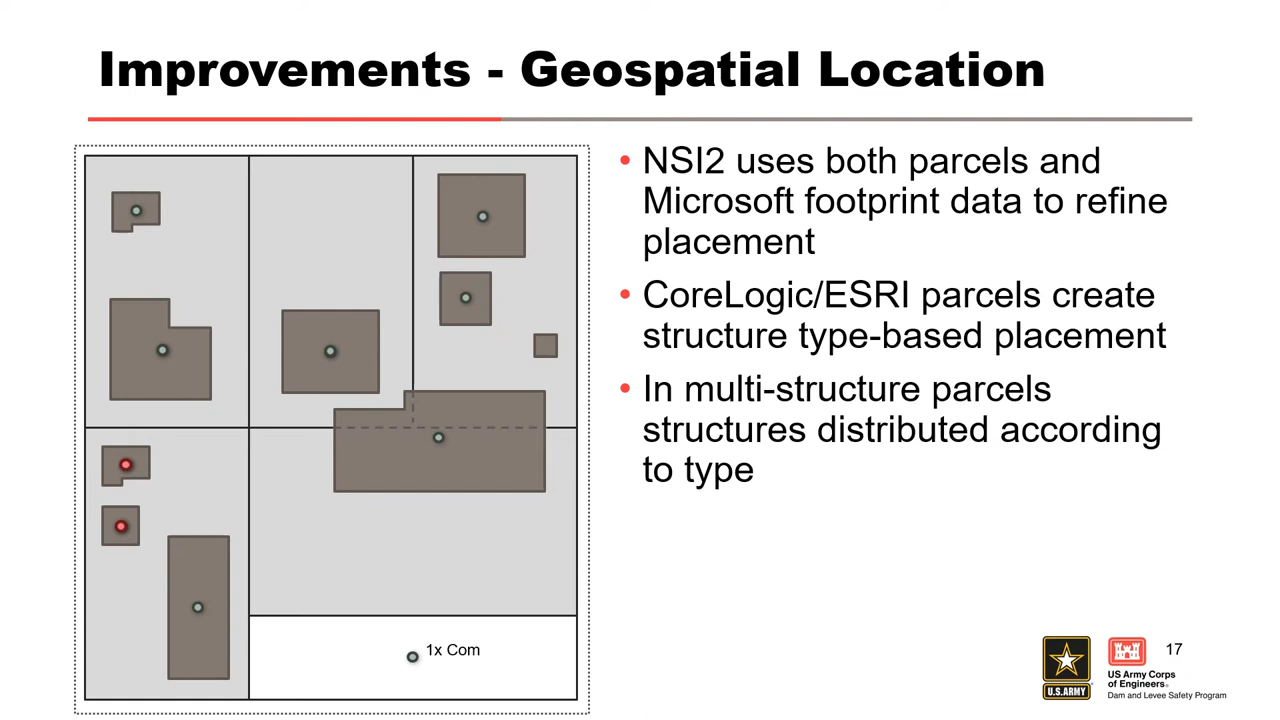 Improvements - Geospatial Location
• NSI2 uses both parcels and
Microsoft footprint data to refine
placement
• CoreLogic/ESRI parcels create
structure type-based placement
• In multi-structure parcels
structures distributed according
to type
1x Com
U.S.ARMY
US Army Corps
of Engineers®
Dam and Levee Safety Program
17